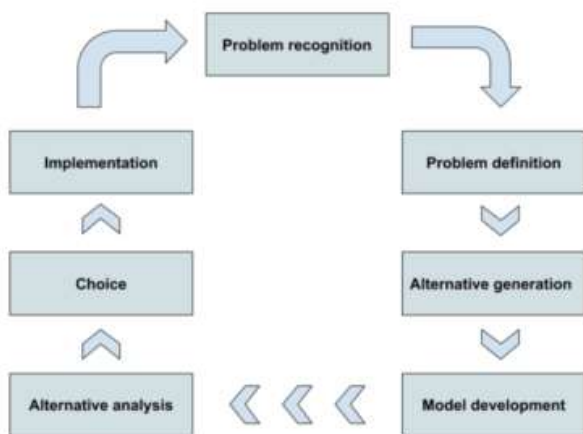 Problem recognition
Implementation
Problem definition
Choice
Alternative generation
Alternative analysis
Model development